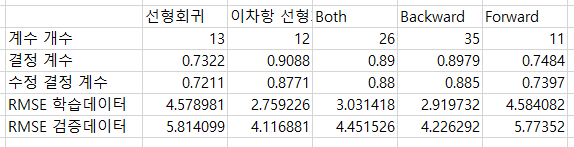 선형회귀 이차항 선형 Both Backward Forward
계수 개수 13 12 26 35 11
결정 계수 0.7322 0.9088 0.89 0.8979 0.7484
수정 결정 계수 0.7211 0.8771 0.88 0.885 0.7397
RMSE 학습데이터 4.578981 2.759226 3.031418 2.919732 4.584082
RMSE 검증데이터 5.814099 4.116881 4.451526 4.226292 5.77352